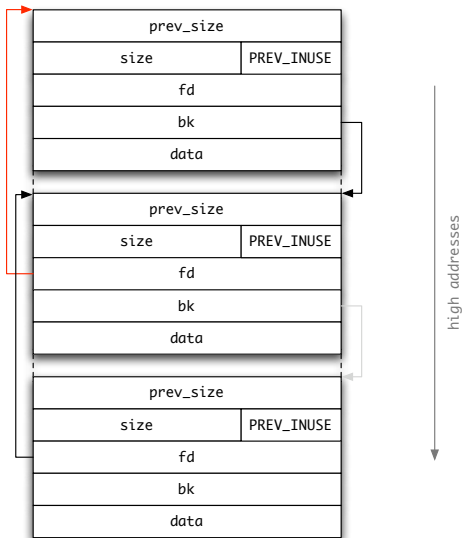 prev_size
size PREV_INUSE
fd
bk
data
prev_size
size PREV_INUSE
fd
bk
data
prev_size
size PREV_INUSE
fd
bk
data
high addresses